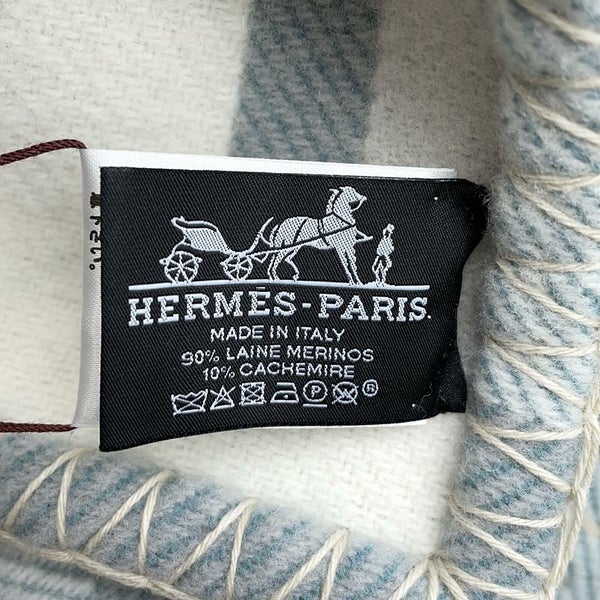 HERMÈS-PARIS
MADE IN ITALY
90% LAINE MERINOS
10% CACHEMIRE
P
®